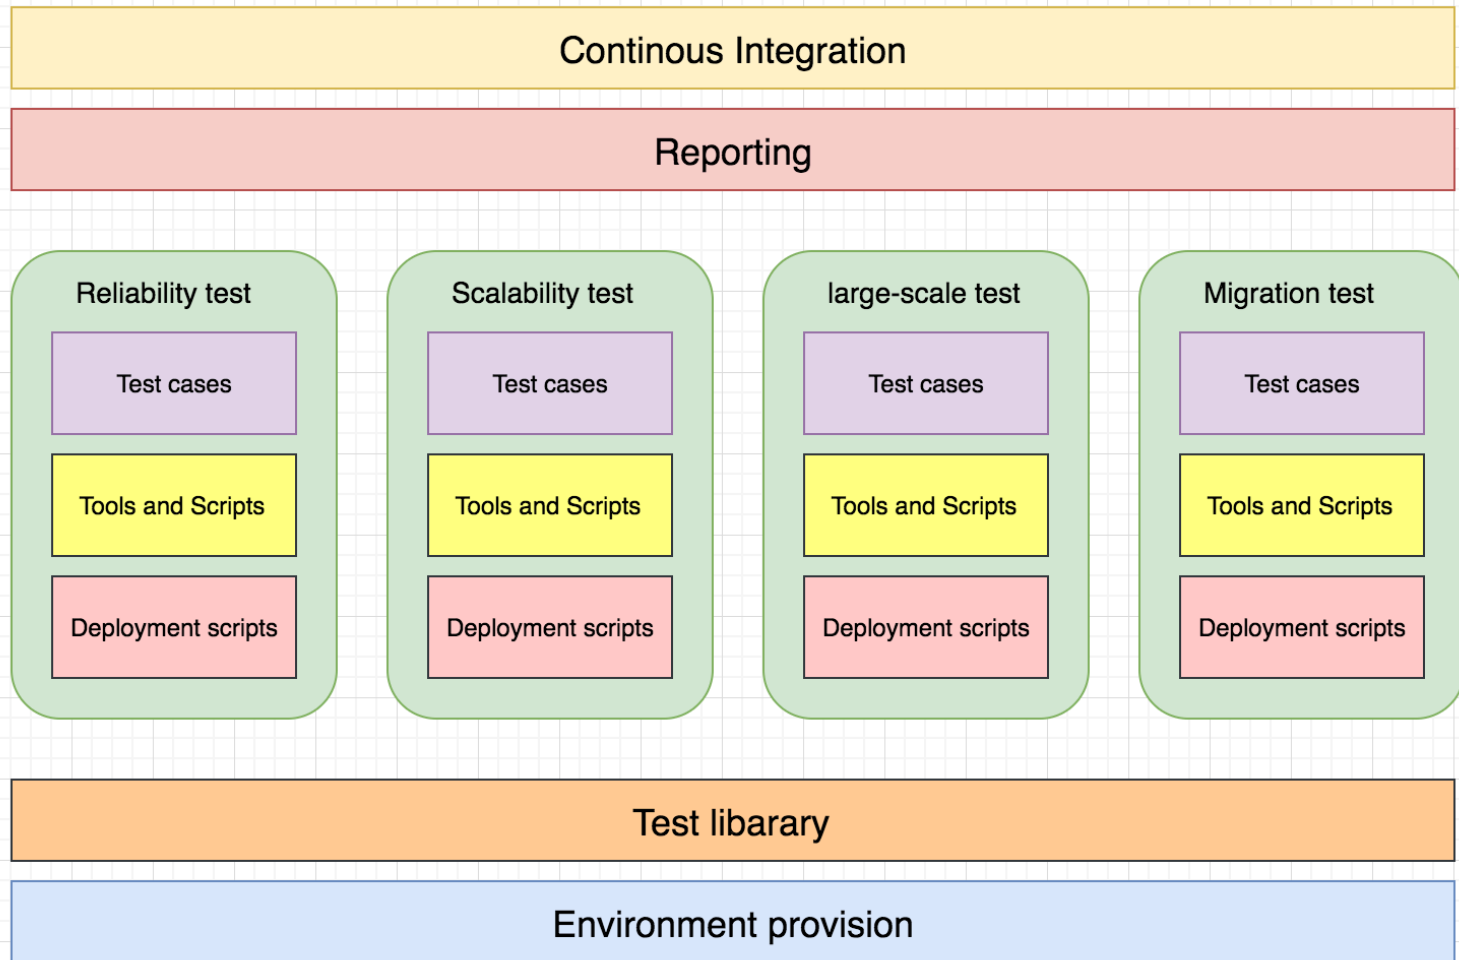 Continous Integration
Reporting
Reliability test
Test cases
Tools and Scripts
Deployment scripts
Scalability test
Test cases
Tools and Scripts
Deployment scripts
large-scale test
Test cases
Tools and Scripts
Deployment scripts
Migration test
Test cases
Tools and Scripts
Deployment scripts
Test libarary
Environment provision